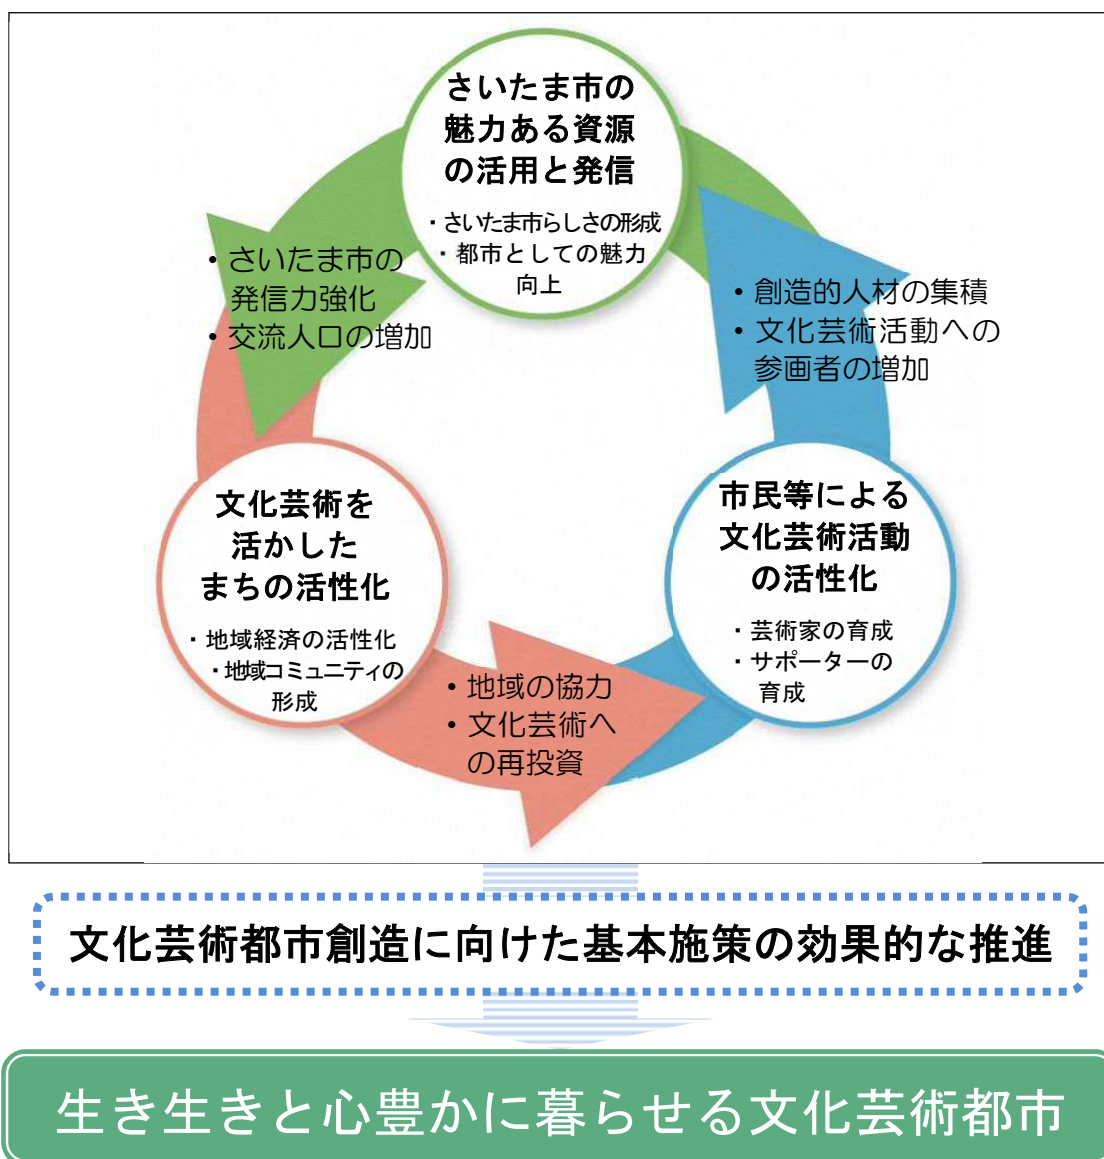 さいたま市の
魅力ある資源
の活用と発信
・さいたま市らしさの形成
・都市としての魅力
向上
・さいたま市の
発信力強化
・交流人口の増加
・創造的人材の集積
・文化芸術活動への
参画者の増加
文化芸術を
活かした
まちの活性化
・地域経済の活性化
・地域コミュニティの
形成
市民等による
文化芸術活動
の活性化
・芸術家の育成
・サポーターの
育成
・地域の協力
・文化芸術へ
の再投資
文化芸術都市創造に向けた基本施策の効果的な推進
生き生きと心豊かに暮らせる文化芸術都市